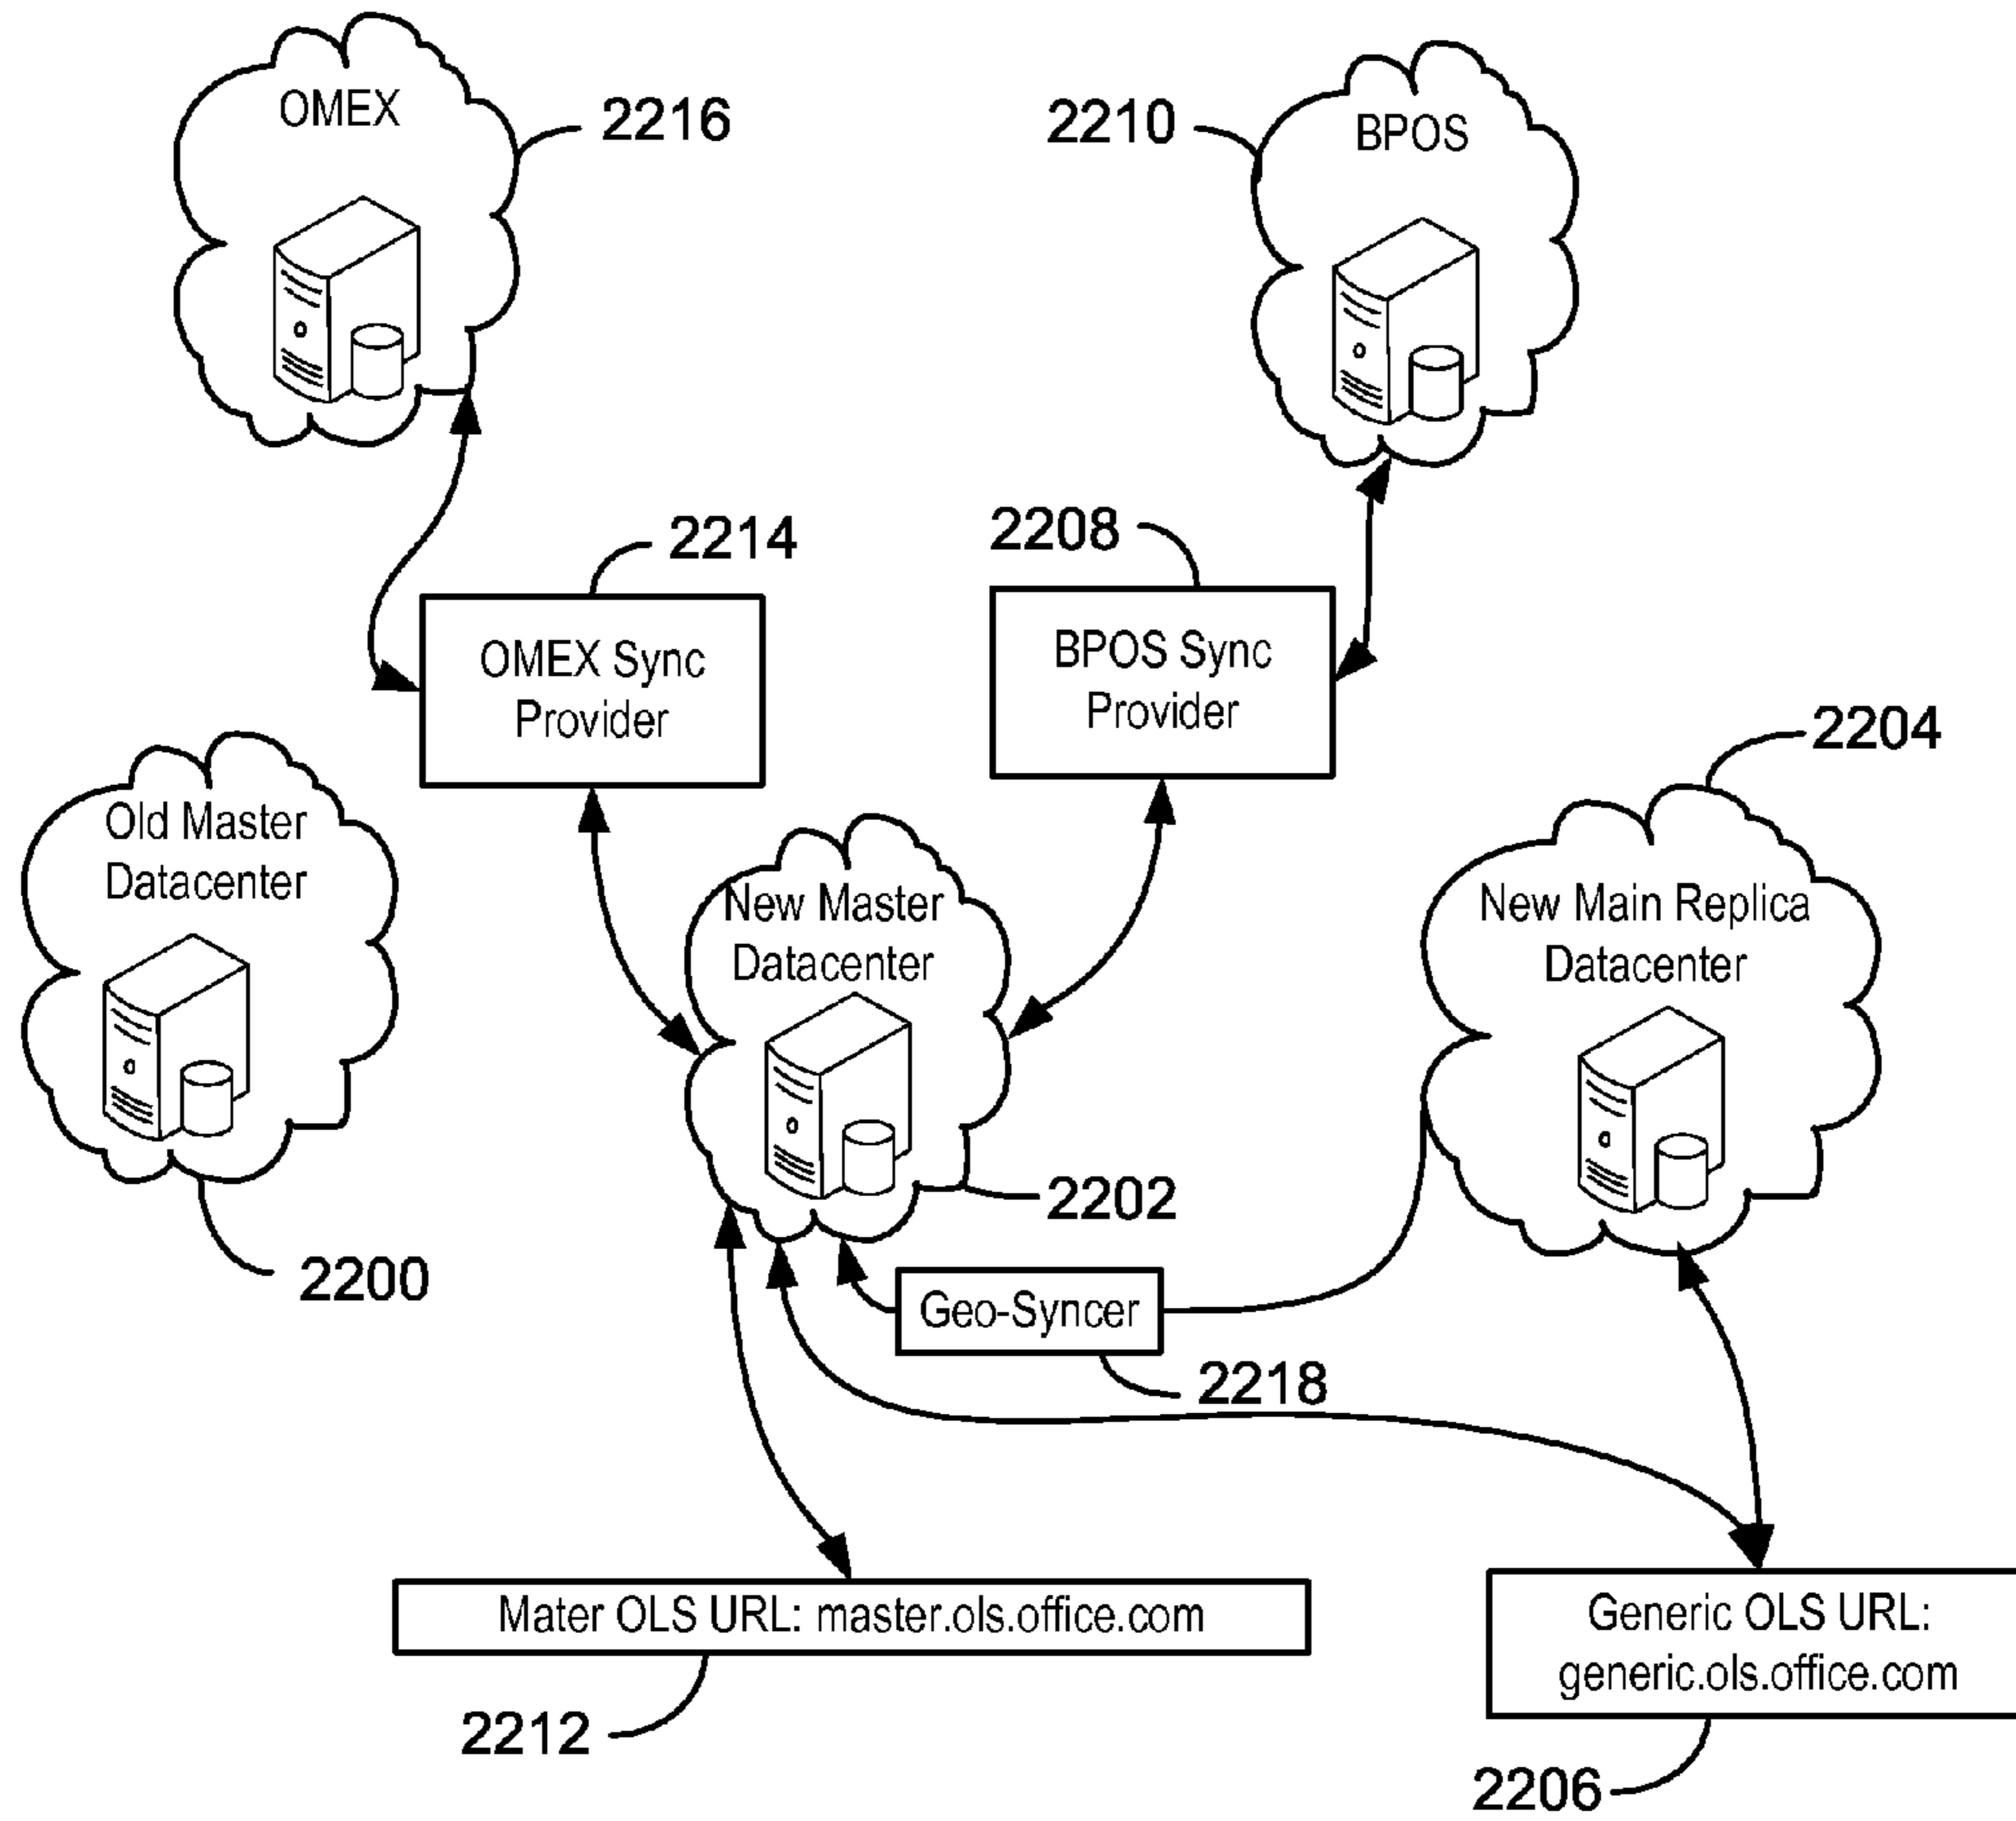 OMEX
2216
2210
BPOS
2214
2208
OMEX Sync
Provider
BPOS Sync
Provider
2204
Old Master
Datacenter
New Master
Datacenter
New Main Replica
Datacenter
2202
2200
Geo-Syncer
2218
Mater OLS URL: master.ols.office.com
Generic OLS URL:
generic.ols.office.com
2212
2206